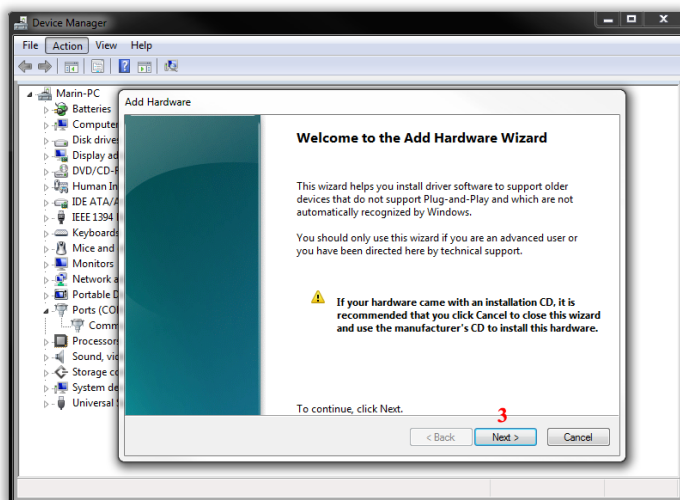 Device Manager
File Action View Help
Marin-PC
Batteries
Computer
Disk drive
Display ad
DVD/CD-
Human In
IDE ATA/A
IEEE 1394
Keyboards
Mice and
Monitors
Network a
Portable D
Ports (CO
Comm
Processor
Sound, vi
Storage co
System de
Universal
Add Hardware
Welcome to the Add Hardware Wizard
This wizard helps you install driver software to support older
devices that do not support Plug-and-Play and which are not
automatically recognized by Windows.
You should only use this wizard if you are an advanced user or
you have been directed here by technical support.
If your hardware came with an installation CD, it is
recommended that you click Cancel to close this wizard
and use the manufacturer's CD to install this hardware.
To continue, click Next.
3
< Back Next > Cancel